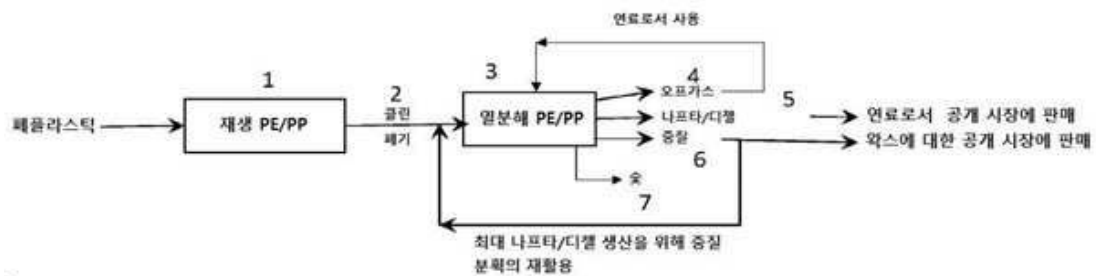 연료로서 사용
1
2
3
4
5
폐플라스틱
재생 PE/PP
클린
폐기
열분해 PE/PP
오프가스
나프타/디젤
중질
연료로서 공개 시장에 판매
왁스에 대한 공개 시장에 판매
6
숯
7
최대 나프타/디젤 생산을 위해 중질
분획의 재활용